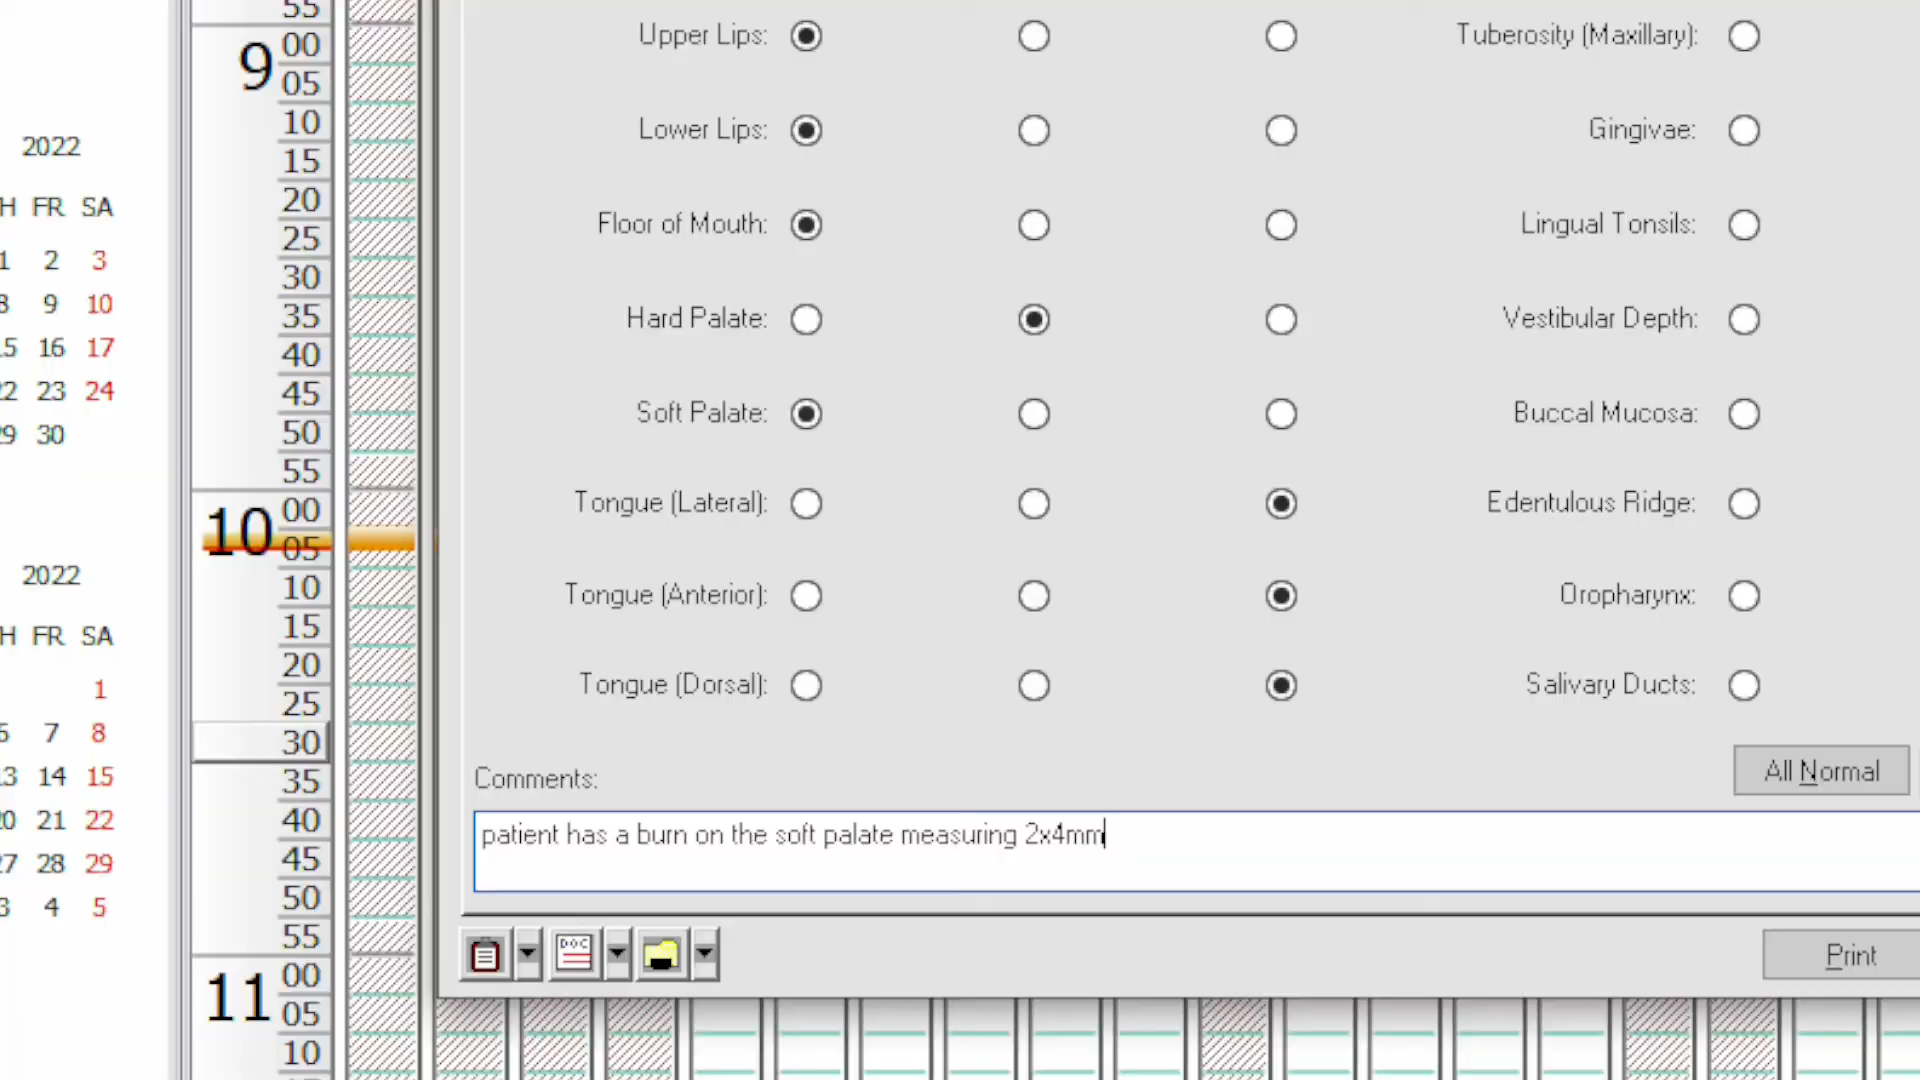 55
9 00
05
10
15
20
25
30
35
40
45
50
55
10 00
05
10
15
20
25
30
35
40
45
50
55
11 00
05
10
2022
H FR SA
1 2 3
8 9 10
15 16 17
22 23 24
29 30
2022
H FR SA
1
6 7 8
13 14 15
20 21 22
27 28 29
3 4 5
Upper Lips:
Lower Lips:
Floor of Mouth:
Hard Palate:
Soft Palate:
Tongue (Lateral):
Tongue (Anterior):
Tongue (Dorsal):
Tuberosity (Maxillary):
Gingivae:
Lingual Tonsils:
Vestibular Depth:
Buccal Mucosa:
Edentulous Ridge:
Oropharynx:
Salivary Ducts:
All Normal
Comments:
patient has a burn on the soft palate measuring 2x4mm
DOC
Print